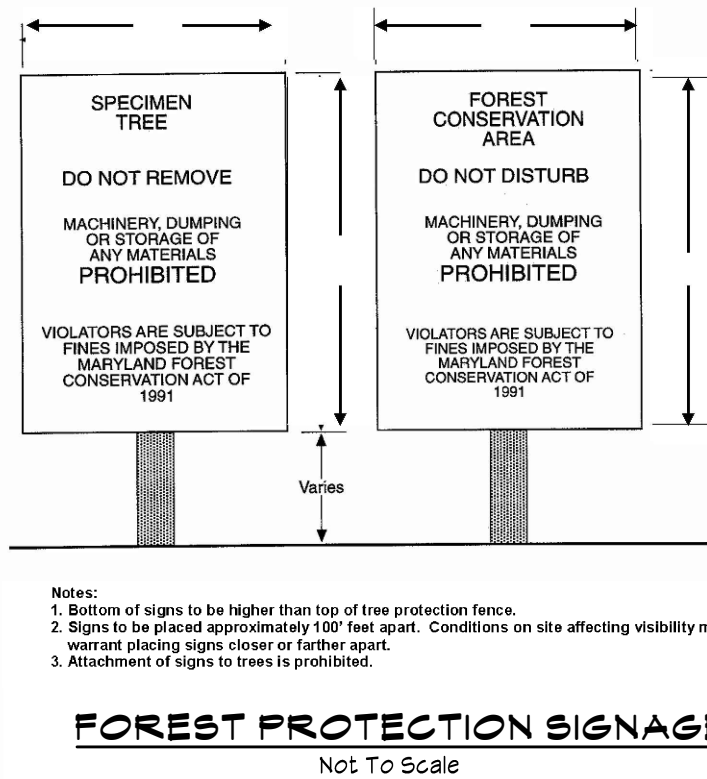 SPECIMEN
TREE
DO NOT REMOVE
MACHINERY, DUMPING
OR STORAGE OF
ANY MATERIALS
PROHIBITED
VIOLATORS ARE SUBJECT TO
FINES IMPOSED BY THE
MARYLAND FOREST
CONSERVATION ACT OF
1991
FOREST
CONSERVATION
AREA
DO NOT DISTURB
MACHINERY, DUMPING
OR STORAGE OF
ANY MATERIALS
PROHIBITED
VIOLATORS ARE SUBJECT TO
FINES IMPOSED BY THE
MARYLAND FOREST
CONSERVATION ACT OF
1991
Varies
Notes:
1. Bottom of signs to be higher than top of tree protection fence.
2. Signs to be placed approximately 100' feet apart. Conditions on site affecting visibility
warrant placing signs closer or farther apart.
3. Attachment of signs to trees is prohibited.
FOREST PROTECTION SIGNAGE
Not To Scale